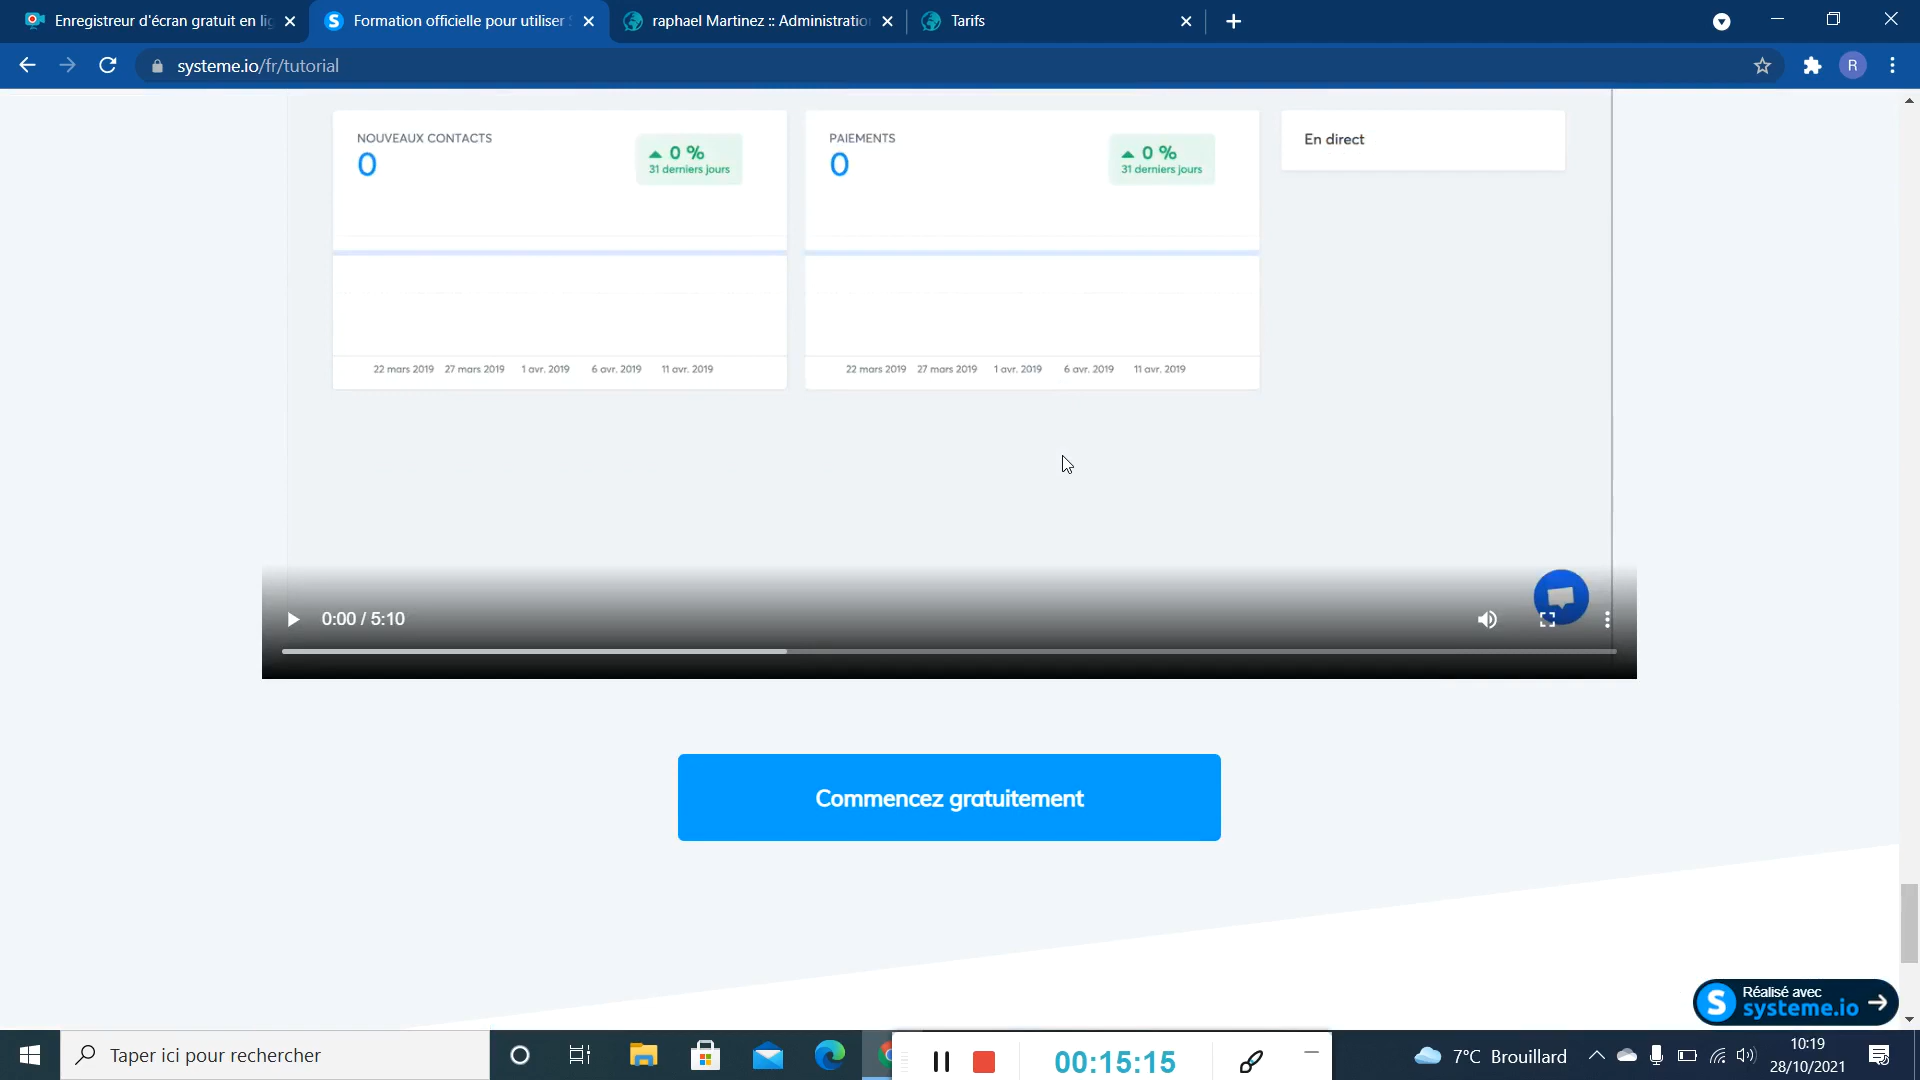 Enregistreur d'écran gratuit en lig
Formation officielle pour utiliser S
raphael Martinez :: Administration
Tarifs
systeme.io/fr/tutorial
R
NOUVEAUX CONTACTS
0
0 %
31 derniers jours
PAIEMENTS
0
0 %
31 derniers jours
En direct
22 mars 2019 27 mars 2019 1 avr. 2019 6 avr. 2019 11 avr. 2019
22 mars 2019 27 mars 2019 1 avr. 2019 6 avr. 2019 11 avr. 2019
0:00 / 5:10
Commencez gratuitement
S
Réalisé avec
systeme.io
Taper ici pour rechercher
00:15:15
7°C Brouillard
10:19
28/10/2021